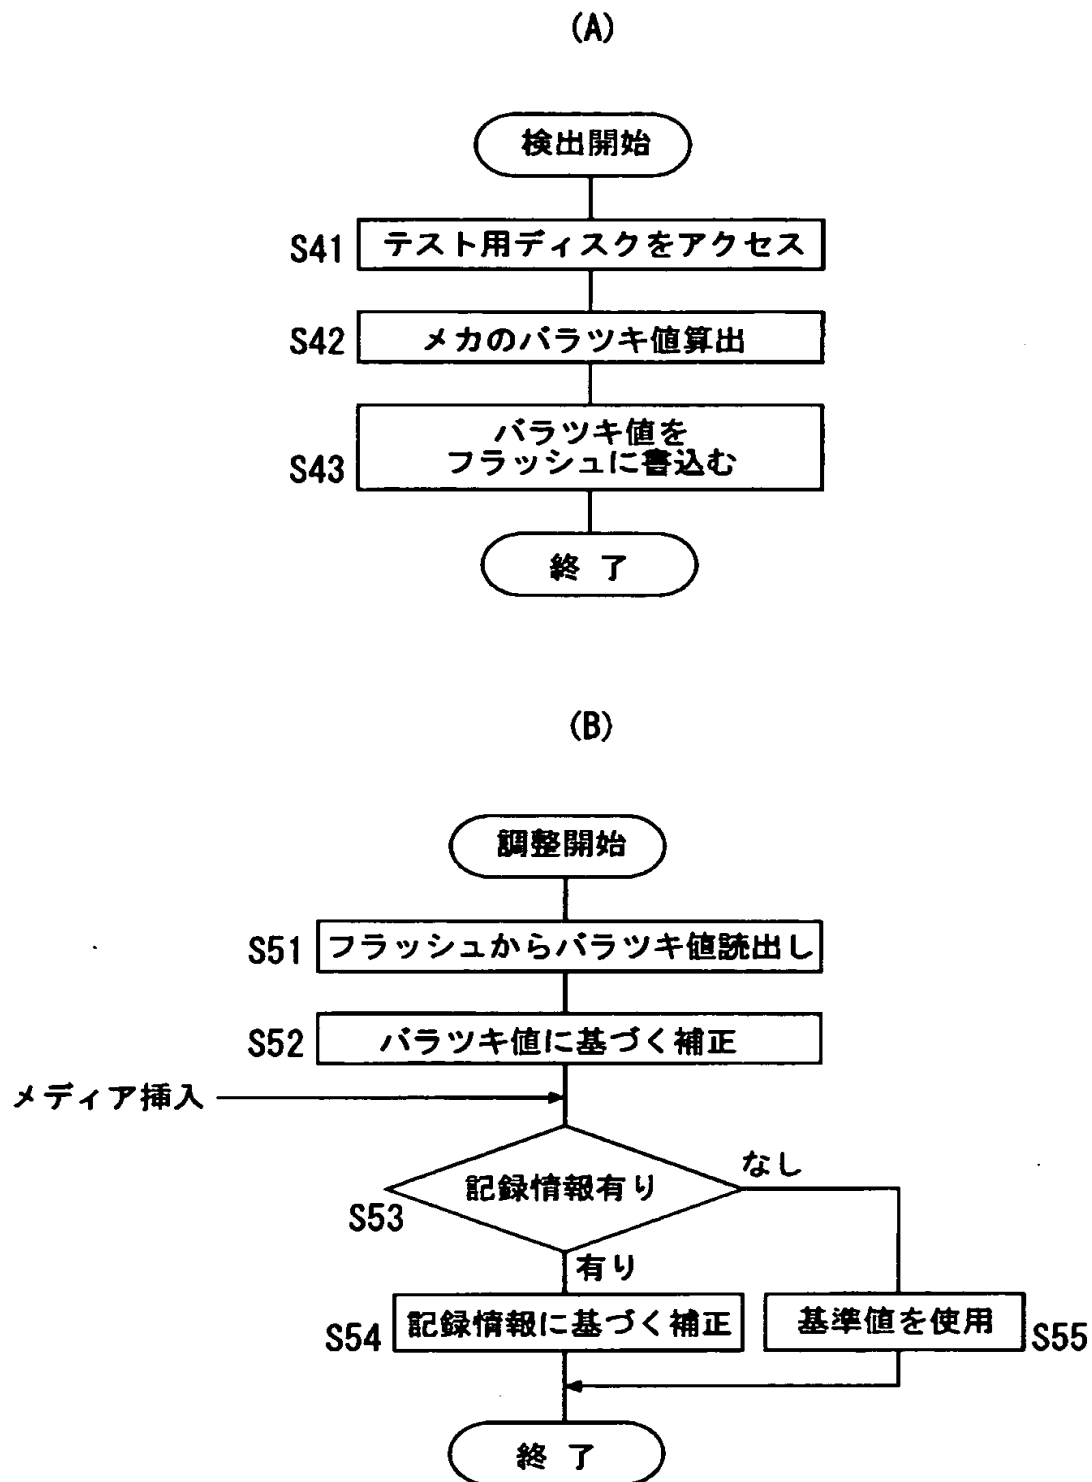 (A)
検出開始
S41
テスト用ディスクをアクセス
S42
メカのバラツキ値算出
S43
バラツキ値を
フラッシュに書込む
終 了
(B)
調整開始
S51
フラッシュからバラツキ値読出し
S52
バラツキ値に基づく補正
メディア挿入
記録情報有り
なし
S53
有り
S54
記録情報に基づく補正
基準値を使用
S55
終 了